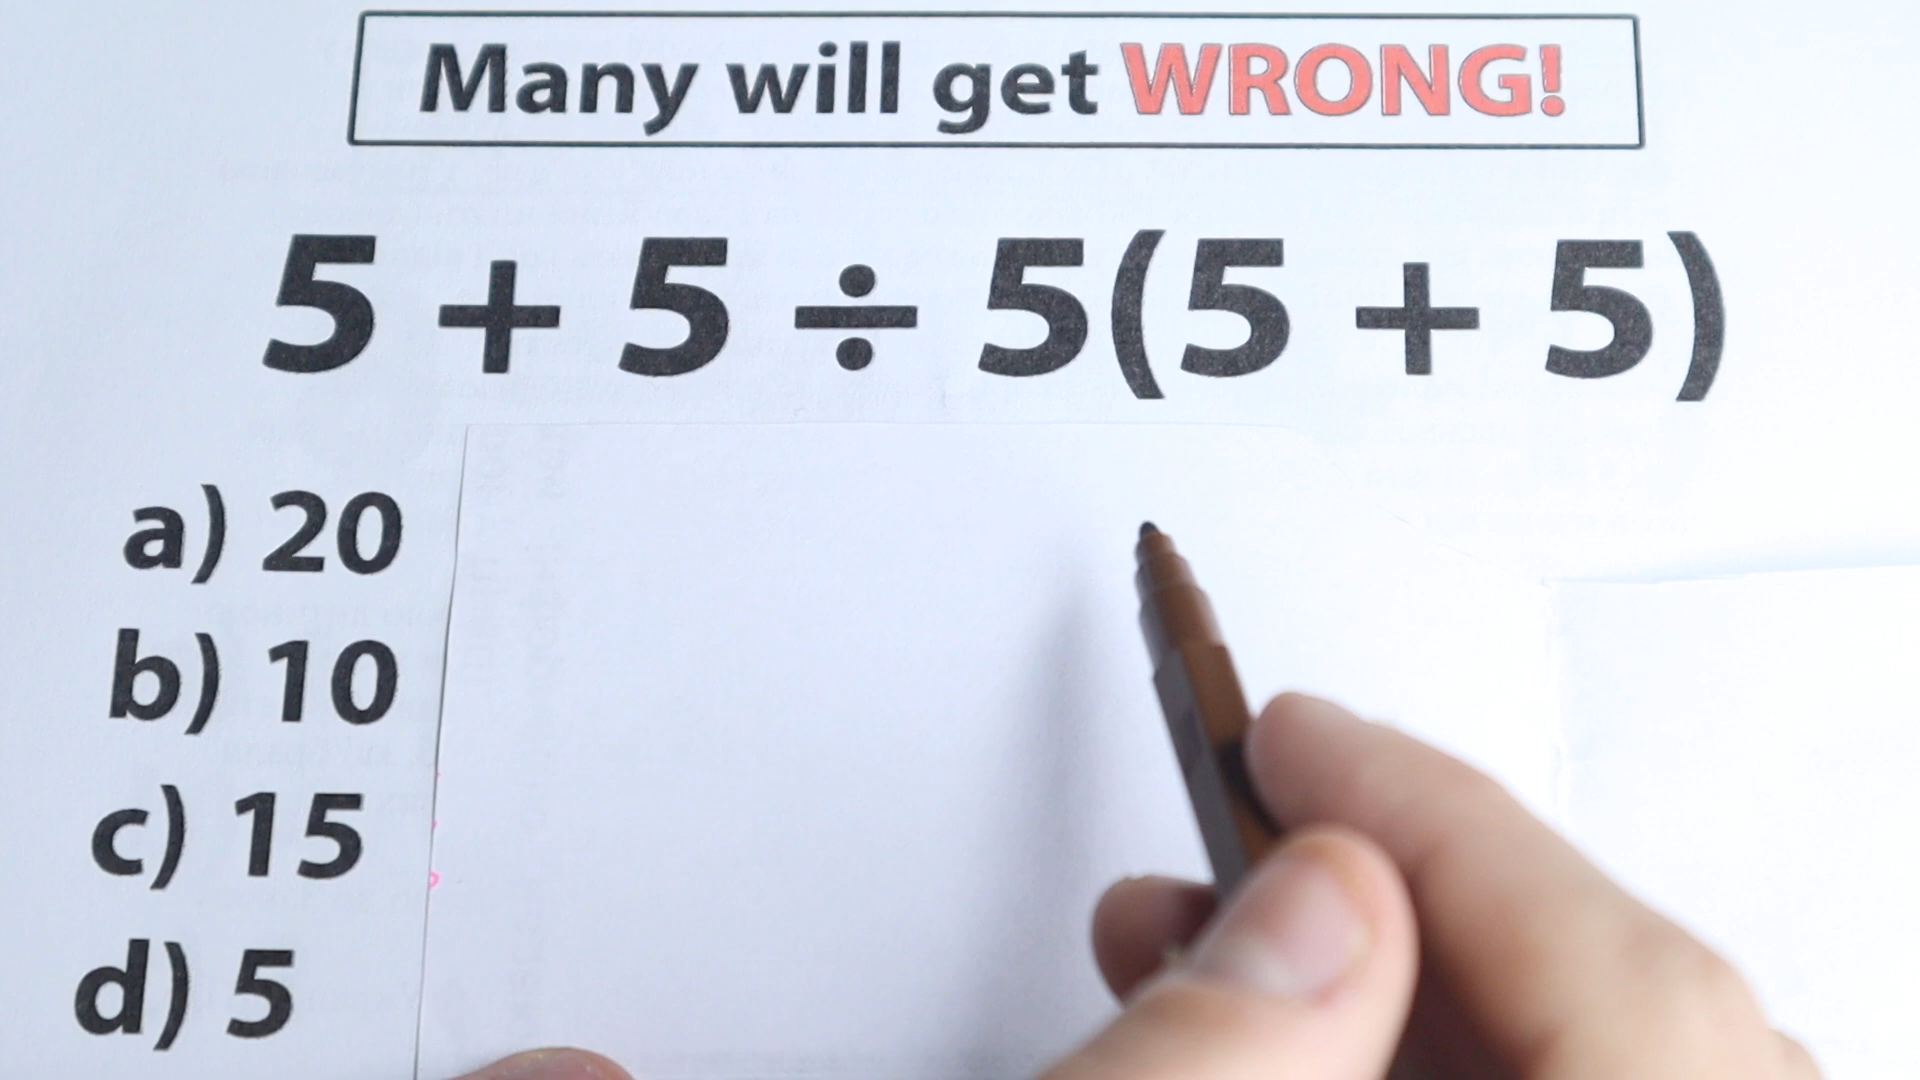 Many will get WRONG!
5 + 5 ÷ 5(5 + 5)
a) 20
b) 10
c) 15
d) 5